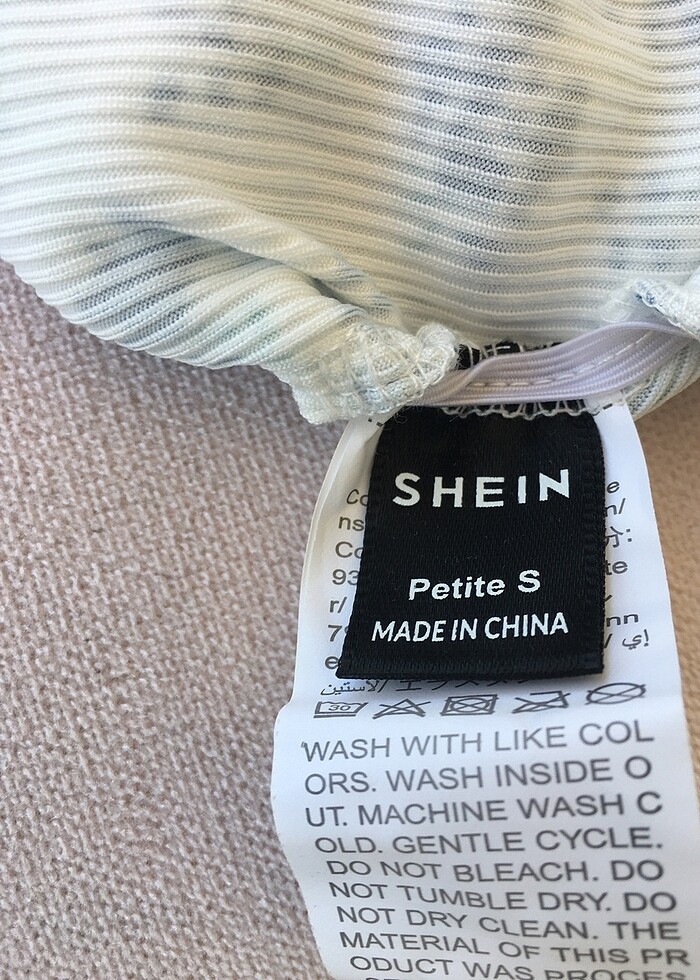 SHEIN
Petite S
MADE IN CHINA
30
WASH WITH LIKE COL
ORS. WASH INSIDE O
UT. MACHINE WASH C
OLD. GENTLE CYCLE.
DO NOT BLEACH. DO
NOT TUMBLE DRY. DO
NOT DRY CLEAN. THE
MATERIAL OF THIS PR
ODUCT WAS